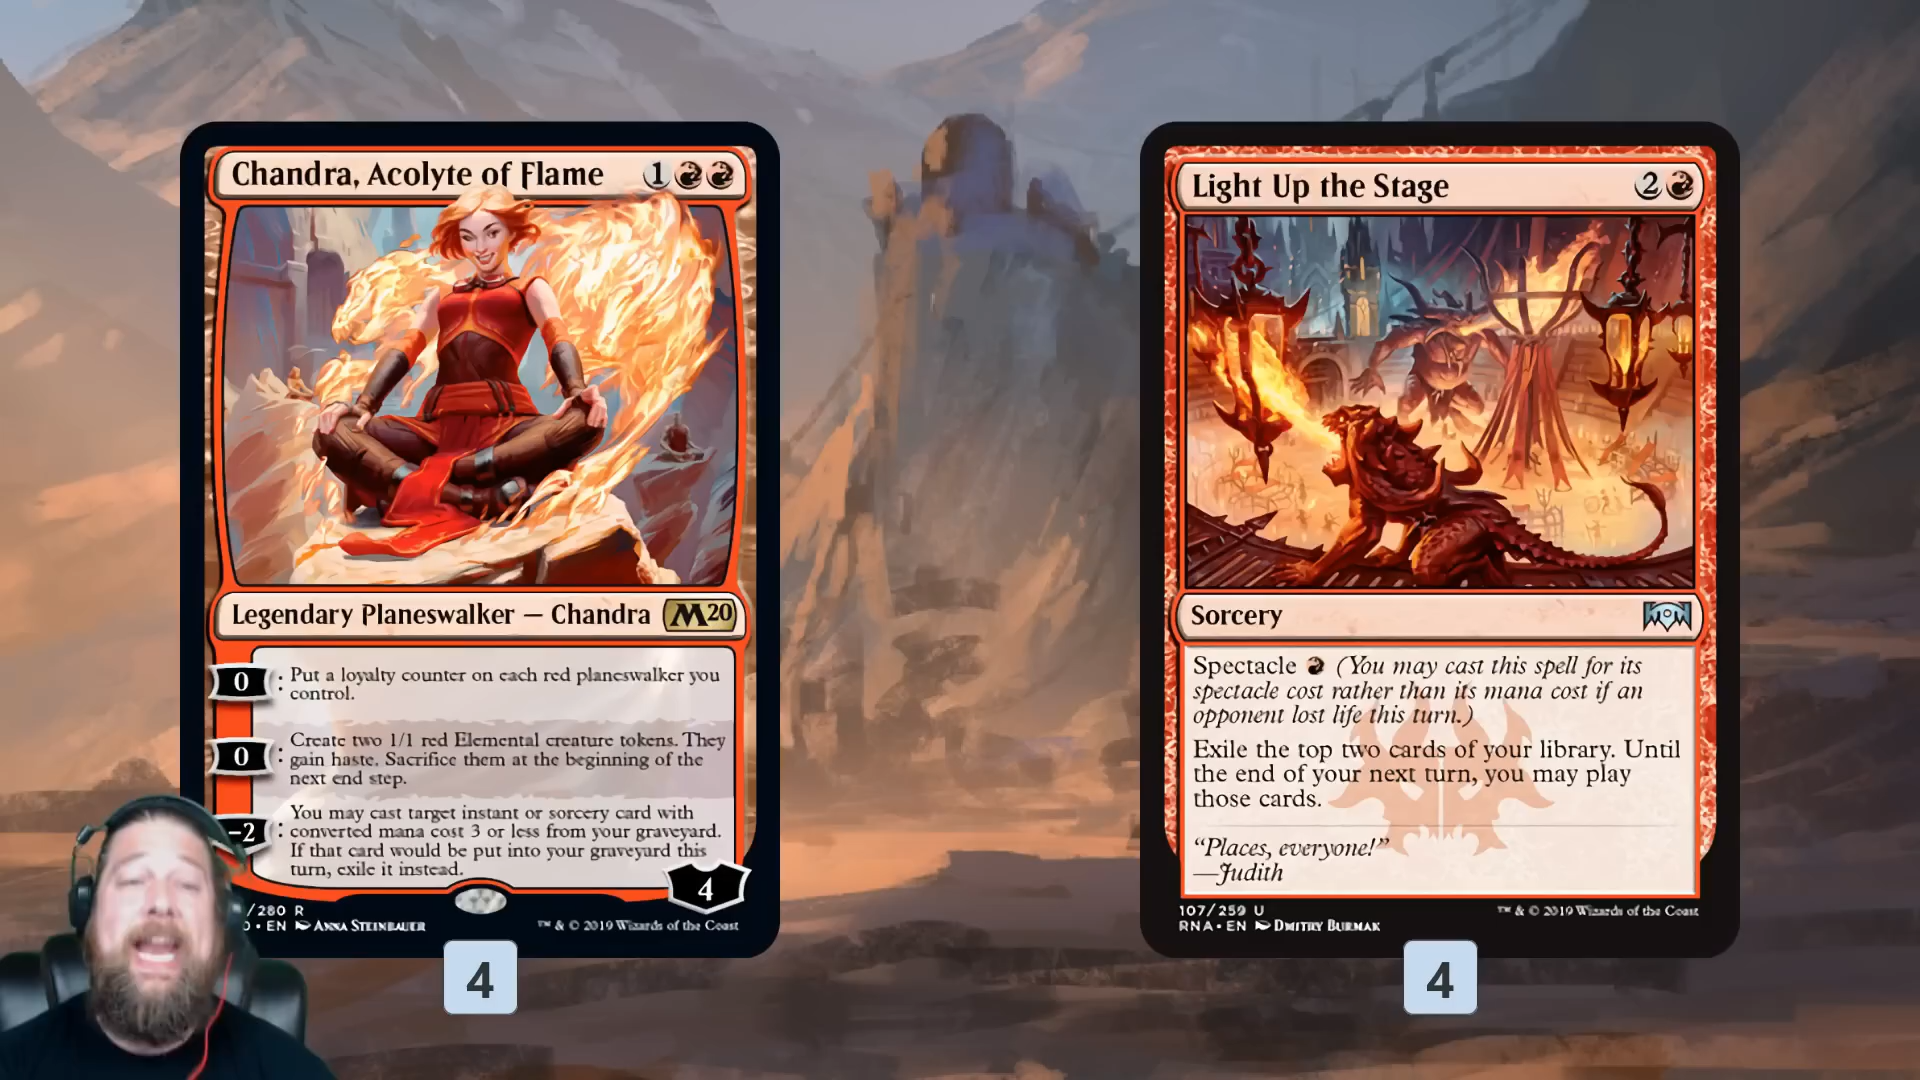 Chandra, Acolyte of Flame 1
Legendary Planeswalker — Chandra M20
0 : Put a loyalty counter on each red planeswalker you
control.
0 : Create two 1/1 red Elemental creature tokens. They
gain haste. Sacrifice them at the beginning of the
next end step.
−2 : You may cast target instant or sorcery card with
converted mana cost 3 or less from your graveyard.
If that card would be put into your graveyard this
turn, exile it instead.
4
/280 R
• EN ANNA STEINBAUER
™ & © 2019 Wizards of the Coast
4
Light Up the Stage 2
Sorcery
Spectacle (You may cast this spell for its
spectacle cost rather than its mana cost if an
opponent lost life this turn.)
Exile the top two cards of your library. Until
the end of your next turn, you may play
those cards.
“Places, everyone!”
—Judith
107/259 U
RNA • EN DMITRY BURMAK
™ & © 2019 Wizards of the Coast
4